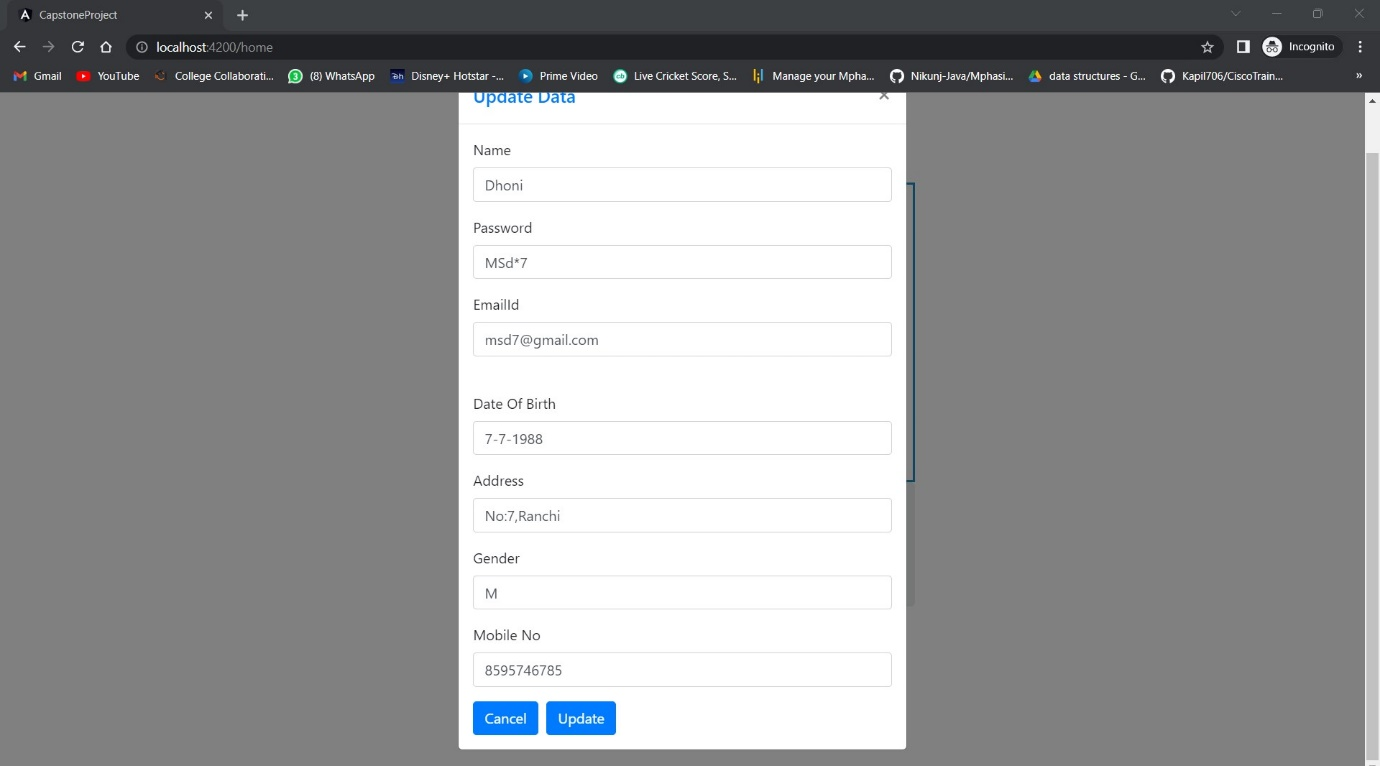 CapstoneProject
localhost:4200/home
Incognito
Gmail
YouTube
College Collaborati...
(8) WhatsApp
Disney+ Hotstar -...
Prime Video
Live Cricket Score, S...
Manage your Mpha...
Nikunj-Java/Mphasi...
data structures - G...
Kapil706/CiscoTrain...
»
Update Data
×
Name
Dhoni
Password
MSd*7
EmailId
msd7@gmail.com
Date Of Birth
7-7-1988
Address
No:7,Ranchi
Gender
M
Mobile No
8595746785
Cancel
Update